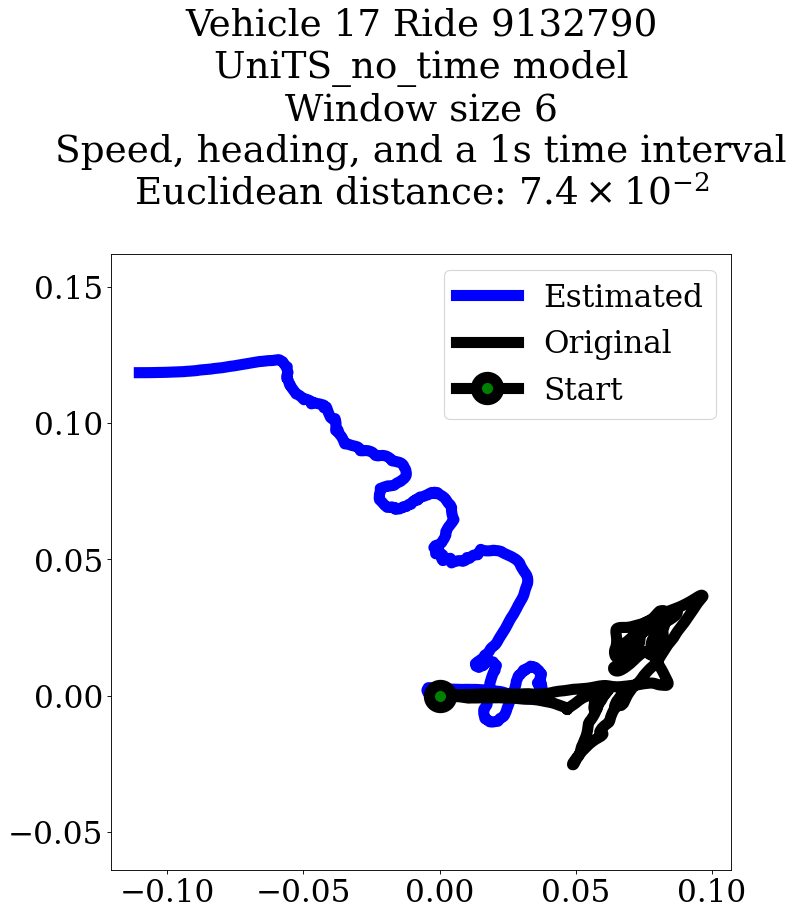 Vehicle 17 Ride 9132790
UniTS_no_time model
Window size 6
Speed, heading, and a 1s time interval
Euclidean distance: 7.4 × 10⁻²
Estimated
Original
Start
0.15
0.10
0.05
0.00
−0.05
−0.10 −0.05 0.00 0.05 0.10